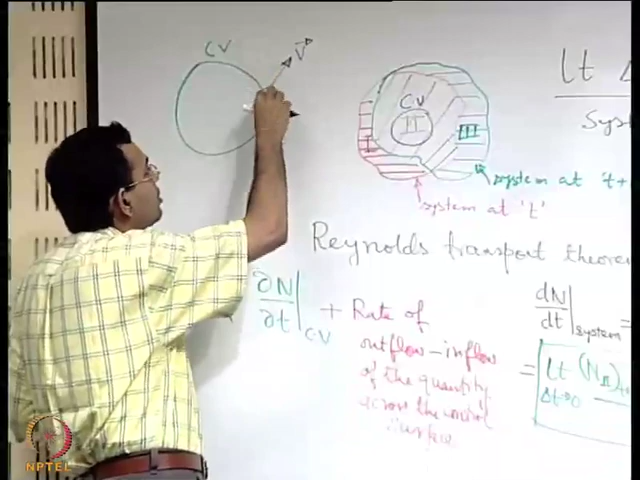 CV
V
CV
I
II
III
system at 't+
system at 't'
lt Δ
Sys
Reynolds transport theorem
∂N/∂t|CV + Rate of
outflow - inflow
of the quantity
across the control
surface
dN/dt|system =
= lt
Δt→0
NPTEL